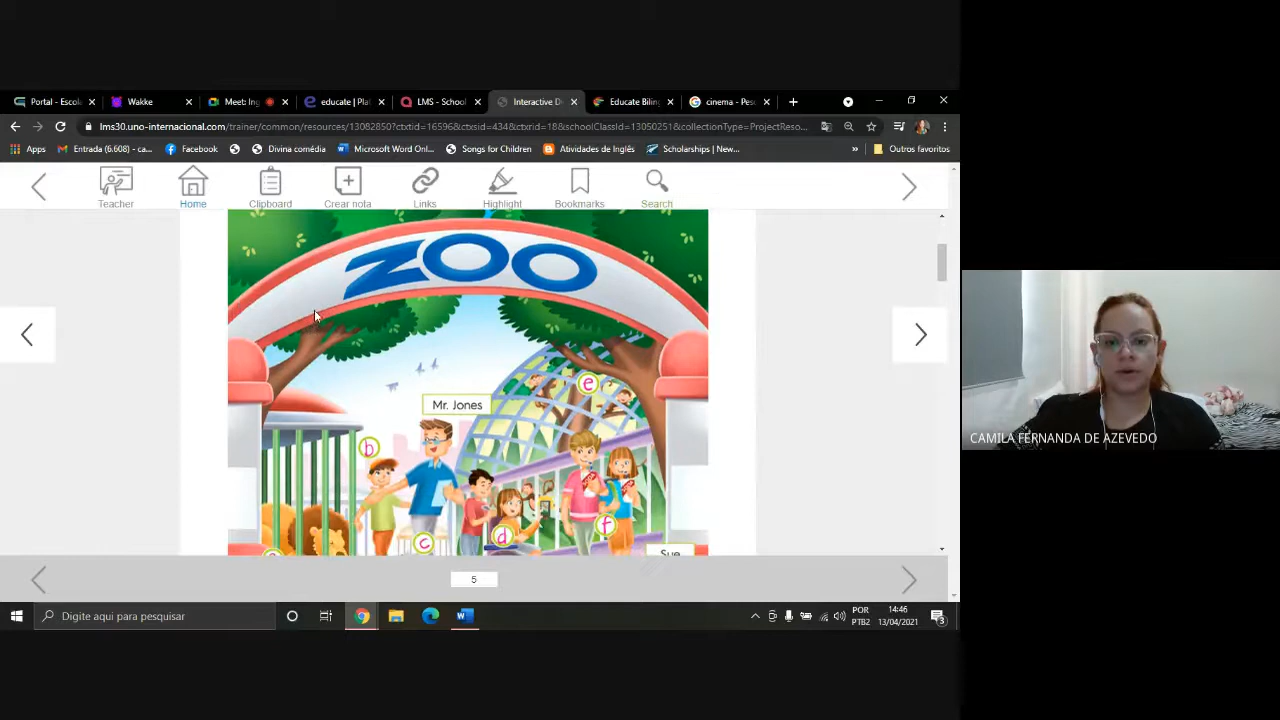 Portal - Escola
Wakke
Meet: Ing
educate | Pla
LMS - School
Interactive D
Educate Biling
cinema - Pesc
lms30.uno-internacional.com/trainer/common/resources/13082850?ctxtid=16596&ctxsid=434&ctxrid=18&schoolClassId=13050251&collectionType=ProjectReso...
Apps
Entrada (6.608) - ca...
Facebook
Divina comédia
Microsoft Word Onl...
Songs for Children
Atividades de Inglês
Scholarships | New...
»
Outros favoritos
Teacher
Home
Clipboard
Crear nota
Links
Highlight
Bookmarks
Search
ZOO
e
Mr. Jones
b
f
d
c
Sue
CAMILA FERNANDA DE AZEVEDO
5
Digite aqui para pesquisar
POR
PTB2
14:46
13/04/2021
3